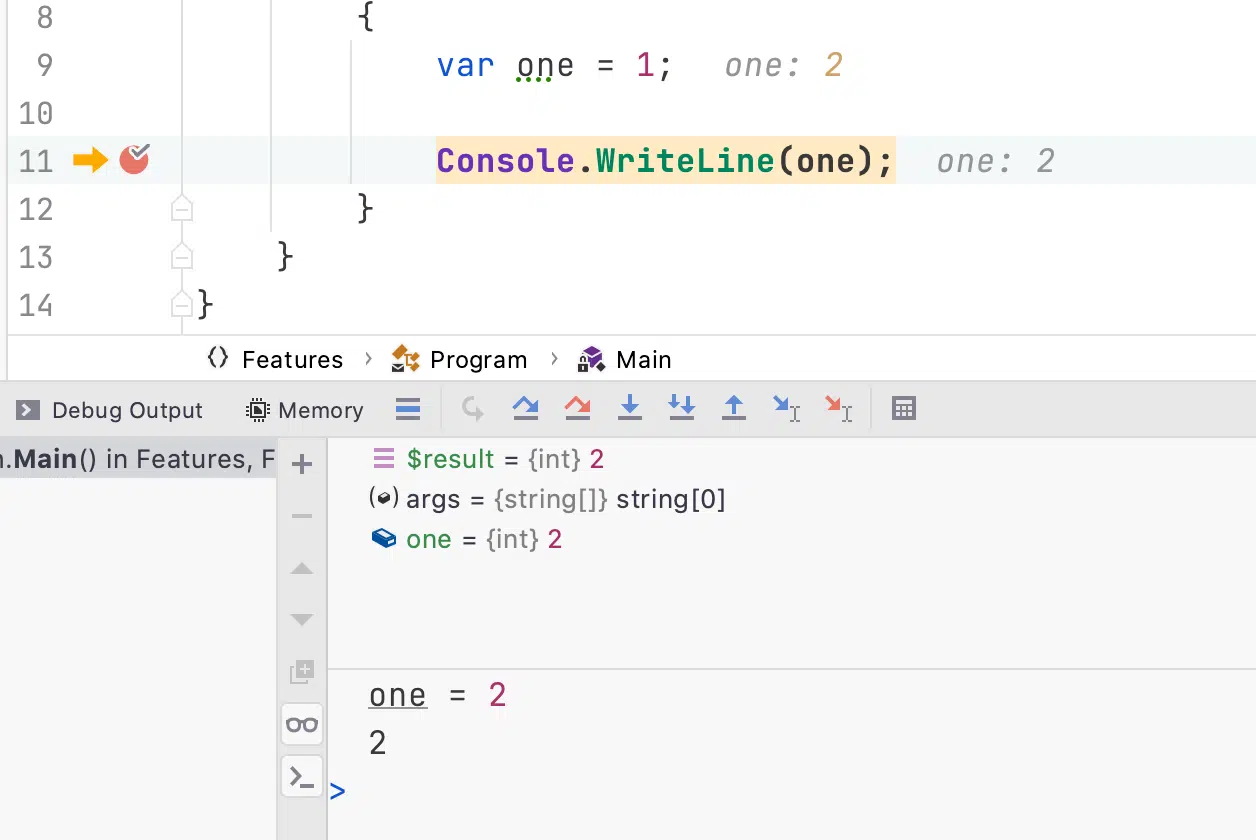 8 {
9 var one = 1; one: 2
10
11 Console.WriteLine(one); one: 2
12 }
13 }
14 }
Features › Program › Main
Debug Output Memory
.Main() in Features, F
$result = {int} 2
args = {string[]} string[0]
one = {int} 2
one = 2
2
>